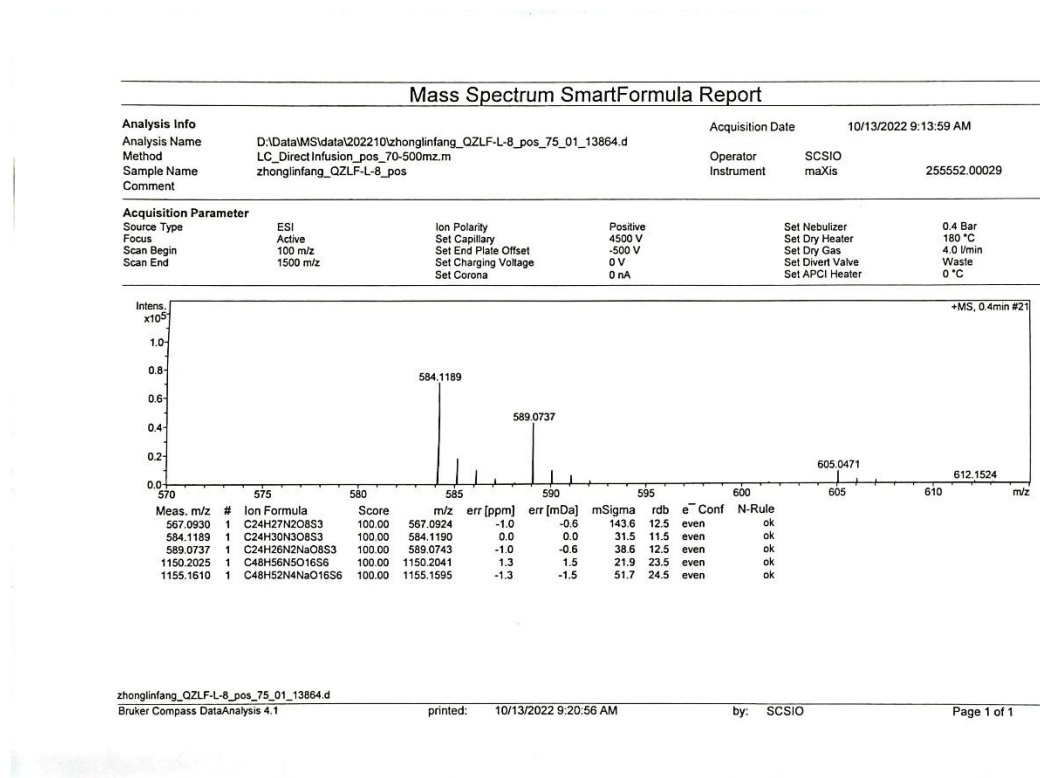 Mass Spectrum SmartFormula Report
Analysis Info Acquisition Date 10/13/2022 9:13:59 AM
Analysis Name D:\Data\MS\data\202210\zhonglinfang_QZLF-L-8_pos_75_01_13864.d
Method LC_Direct Infusion_pos_70-500mz.m Operator SCSIO
Sample Name zhonglinfang_QZLF-L-8_pos Instrument maXis 255552.00029
Comment
Acquisition Parameter
Source Type ESI Ion Polarity Positive Set Nebulizer 0.4 Bar
Focus Active Set Capillary 4500 V Set Dry Heater 180 °C
Scan Begin 100 m/z Set End Plate Offset -500 V Set Dry Gas 4.0 l/min
Scan End 1500 m/z Set Charging Voltage 0 V Set Divert Valve Waste
Set Corona 0 nA Set APCI Heater 0 °C
Intens. +MS, 0.4min #21
x10⁵
1.0
0.8
584.1189
0.6
589.0737
0.4
0.2
605.0471
612.1524
0.0
570 575 580 585 590 595 600 605 610 m/z
Meas. m/z # Ion Formula Score m/z err [ppm] err [mDa] mSigma rdb e⁻ Conf N-Rule
567.0930 1 C24H27N2O8S3 100.00 567.0924 -1.0 -0.6 143.6 12.5 even ok
584.1189 1 C24H30N3O8S3 100.00 584.1190 0.0 0.0 31.5 11.5 even ok
589.0737 1 C24H26N2NaO8S3 100.00 589.0743 -1.0 -0.6 38.6 12.5 even ok
1150.2025 1 C48H56N5O16S6 100.00 1150.2041 1.3 1.5 21.9 23.5 even ok
1155.1610 1 C48H52N4NaO16S6 100.00 1155.1595 -1.3 -1.5 51.7 24.5 even ok
zhonglinfang_QZLF-L-8_pos_75_01_13864.d
Bruker Compass DataAnalysis 4.1 printed: 10/13/2022 9:20:56 AM by: SCSIO Page 1 of 1